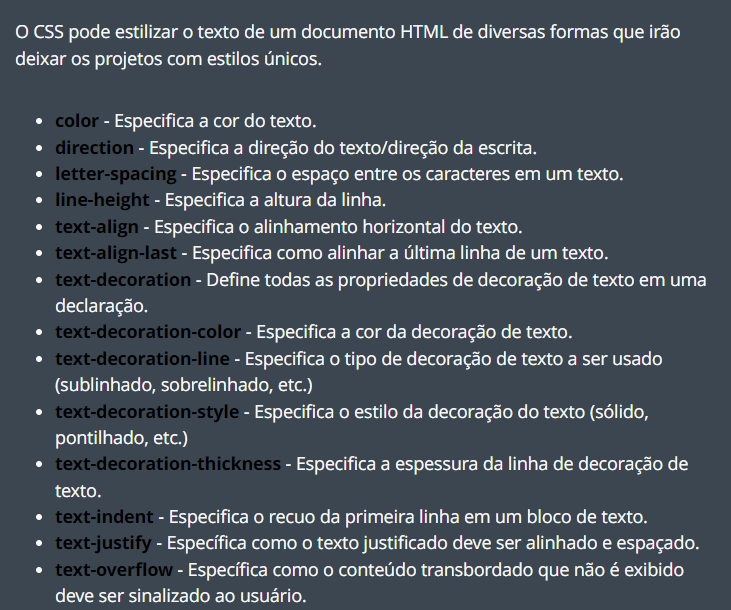 O CSS pode estilizar o texto de um documento HTML de diversas formas que irão
deixar os projetos com estilos únicos.
• color - Especifica a cor do texto.
• direction - Especifica a direção do texto/direção da escrita.
• letter-spacing - Especifica o espaço entre os caracteres em um texto.
• line-height - Especifica a altura da linha.
• text-align - Especifica o alinhamento horizontal do texto.
• text-align-last - Especifica como alinhar a última linha de um texto.
• text-decoration - Define todas as propriedades de decoração de texto em uma
declaração.
• text-decoration-color - Especifica a cor da decoração de texto.
• text-decoration-line - Especifica o tipo de decoração de texto a ser usado
(sublinhado, sobrelinhado, etc.)
• text-decoration-style - Especifica o estilo da decoração do texto (sólido,
pontilhado, etc.)
• text-decoration-thickness - Especifica a espessura da linha de decoração de
texto.
• text-indent - Especifica o recuo da primeira linha em um bloco de texto.
• text-justify - Específica como o texto justificado deve ser alinhado e espaçado.
• text-overflow - Específica como o conteúdo transbordado que não é exibido
deve ser sinalizado ao usuário.